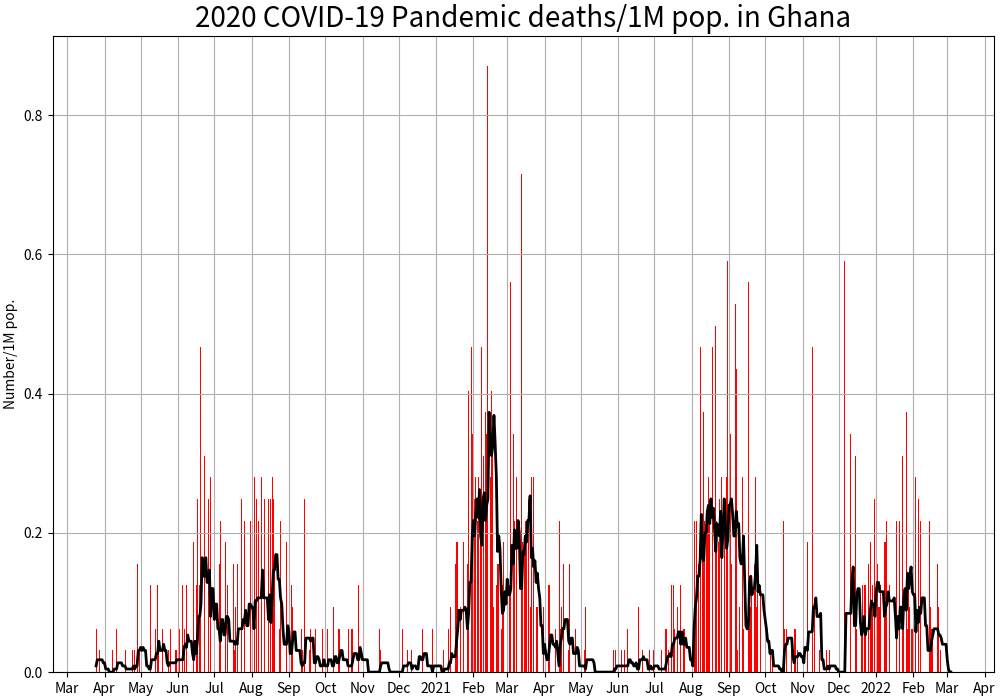 2020 COVID-19 Pandemic deaths/1M pop. in Ghana
Number/1M pop.
0.8
0.6
0.4
0.2
0.0
Mar Apr May Jun Jul Aug Sep Oct Nov Dec 2021 Feb Mar Apr May Jun Jul Aug Sep Oct Nov Dec 2022 Feb Mar Apr